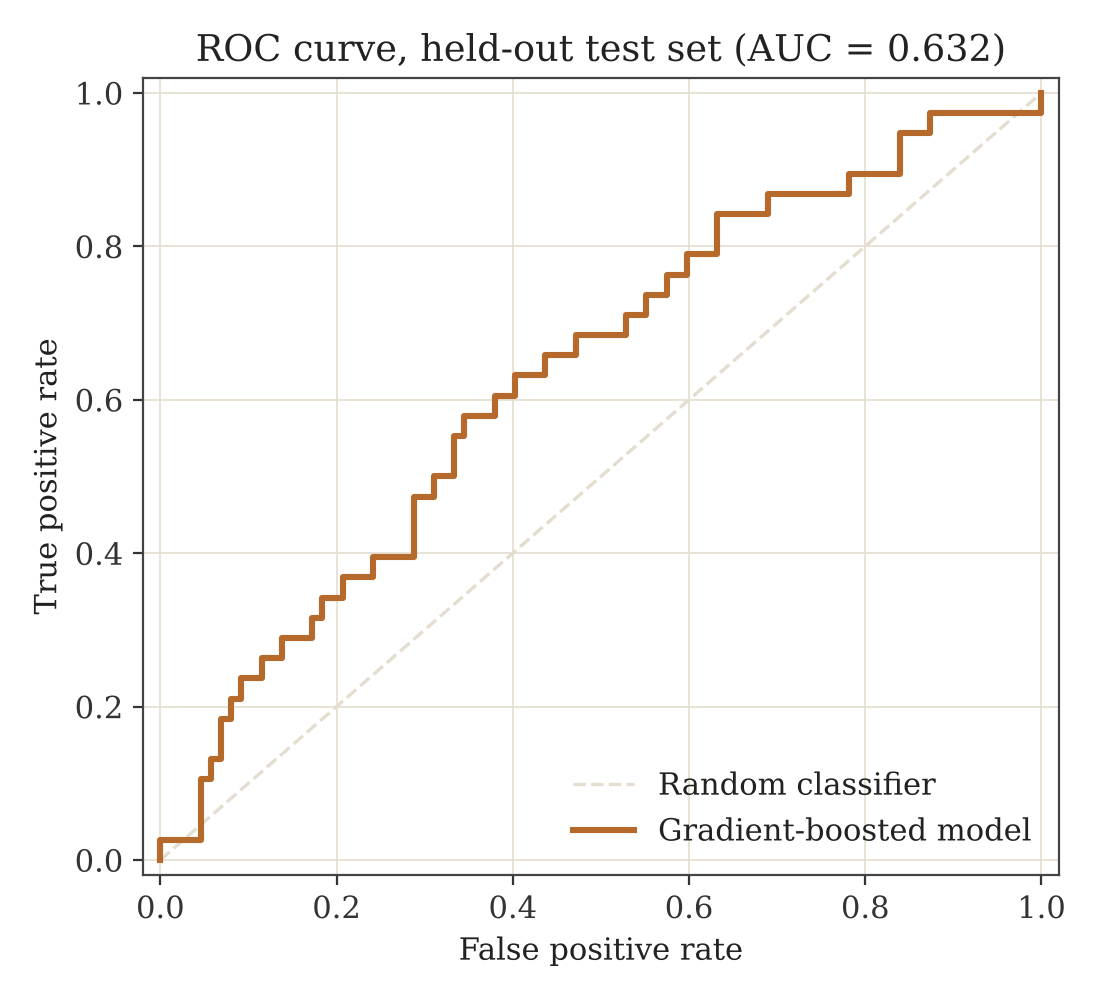 ROC curve, held-out test set (AUC = 0.632)
True positive rate
1.0
0.8
0.6
0.4
0.2
0.0
Random classifier
Gradient-boosted model
0.0 0.2 0.4 0.6 0.8 1.0
False positive rate